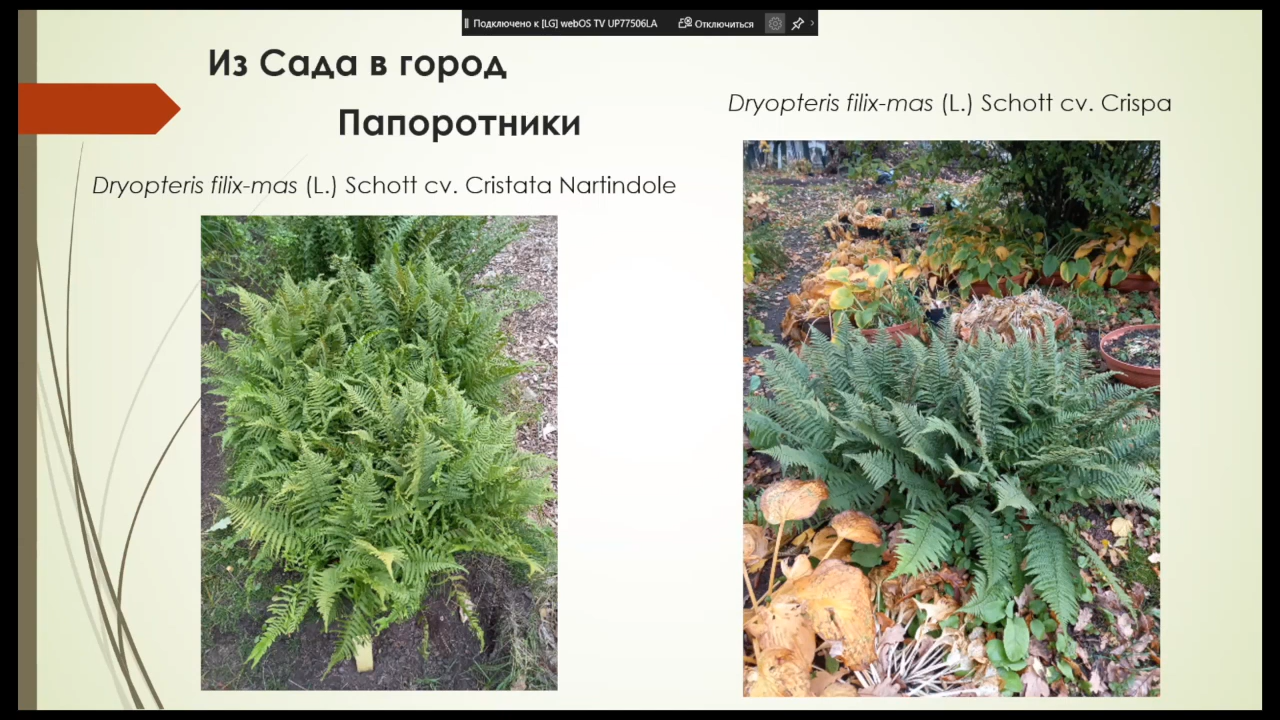 Подключено к [LG] webOS TV UP77506LA Отключиться
Из Сада в город
Папоротники
Dryopteris filix-mas (L.) Schott cv. Crispa
Dryopteris filix-mas (L.) Schott cv. Cristata Nartindole